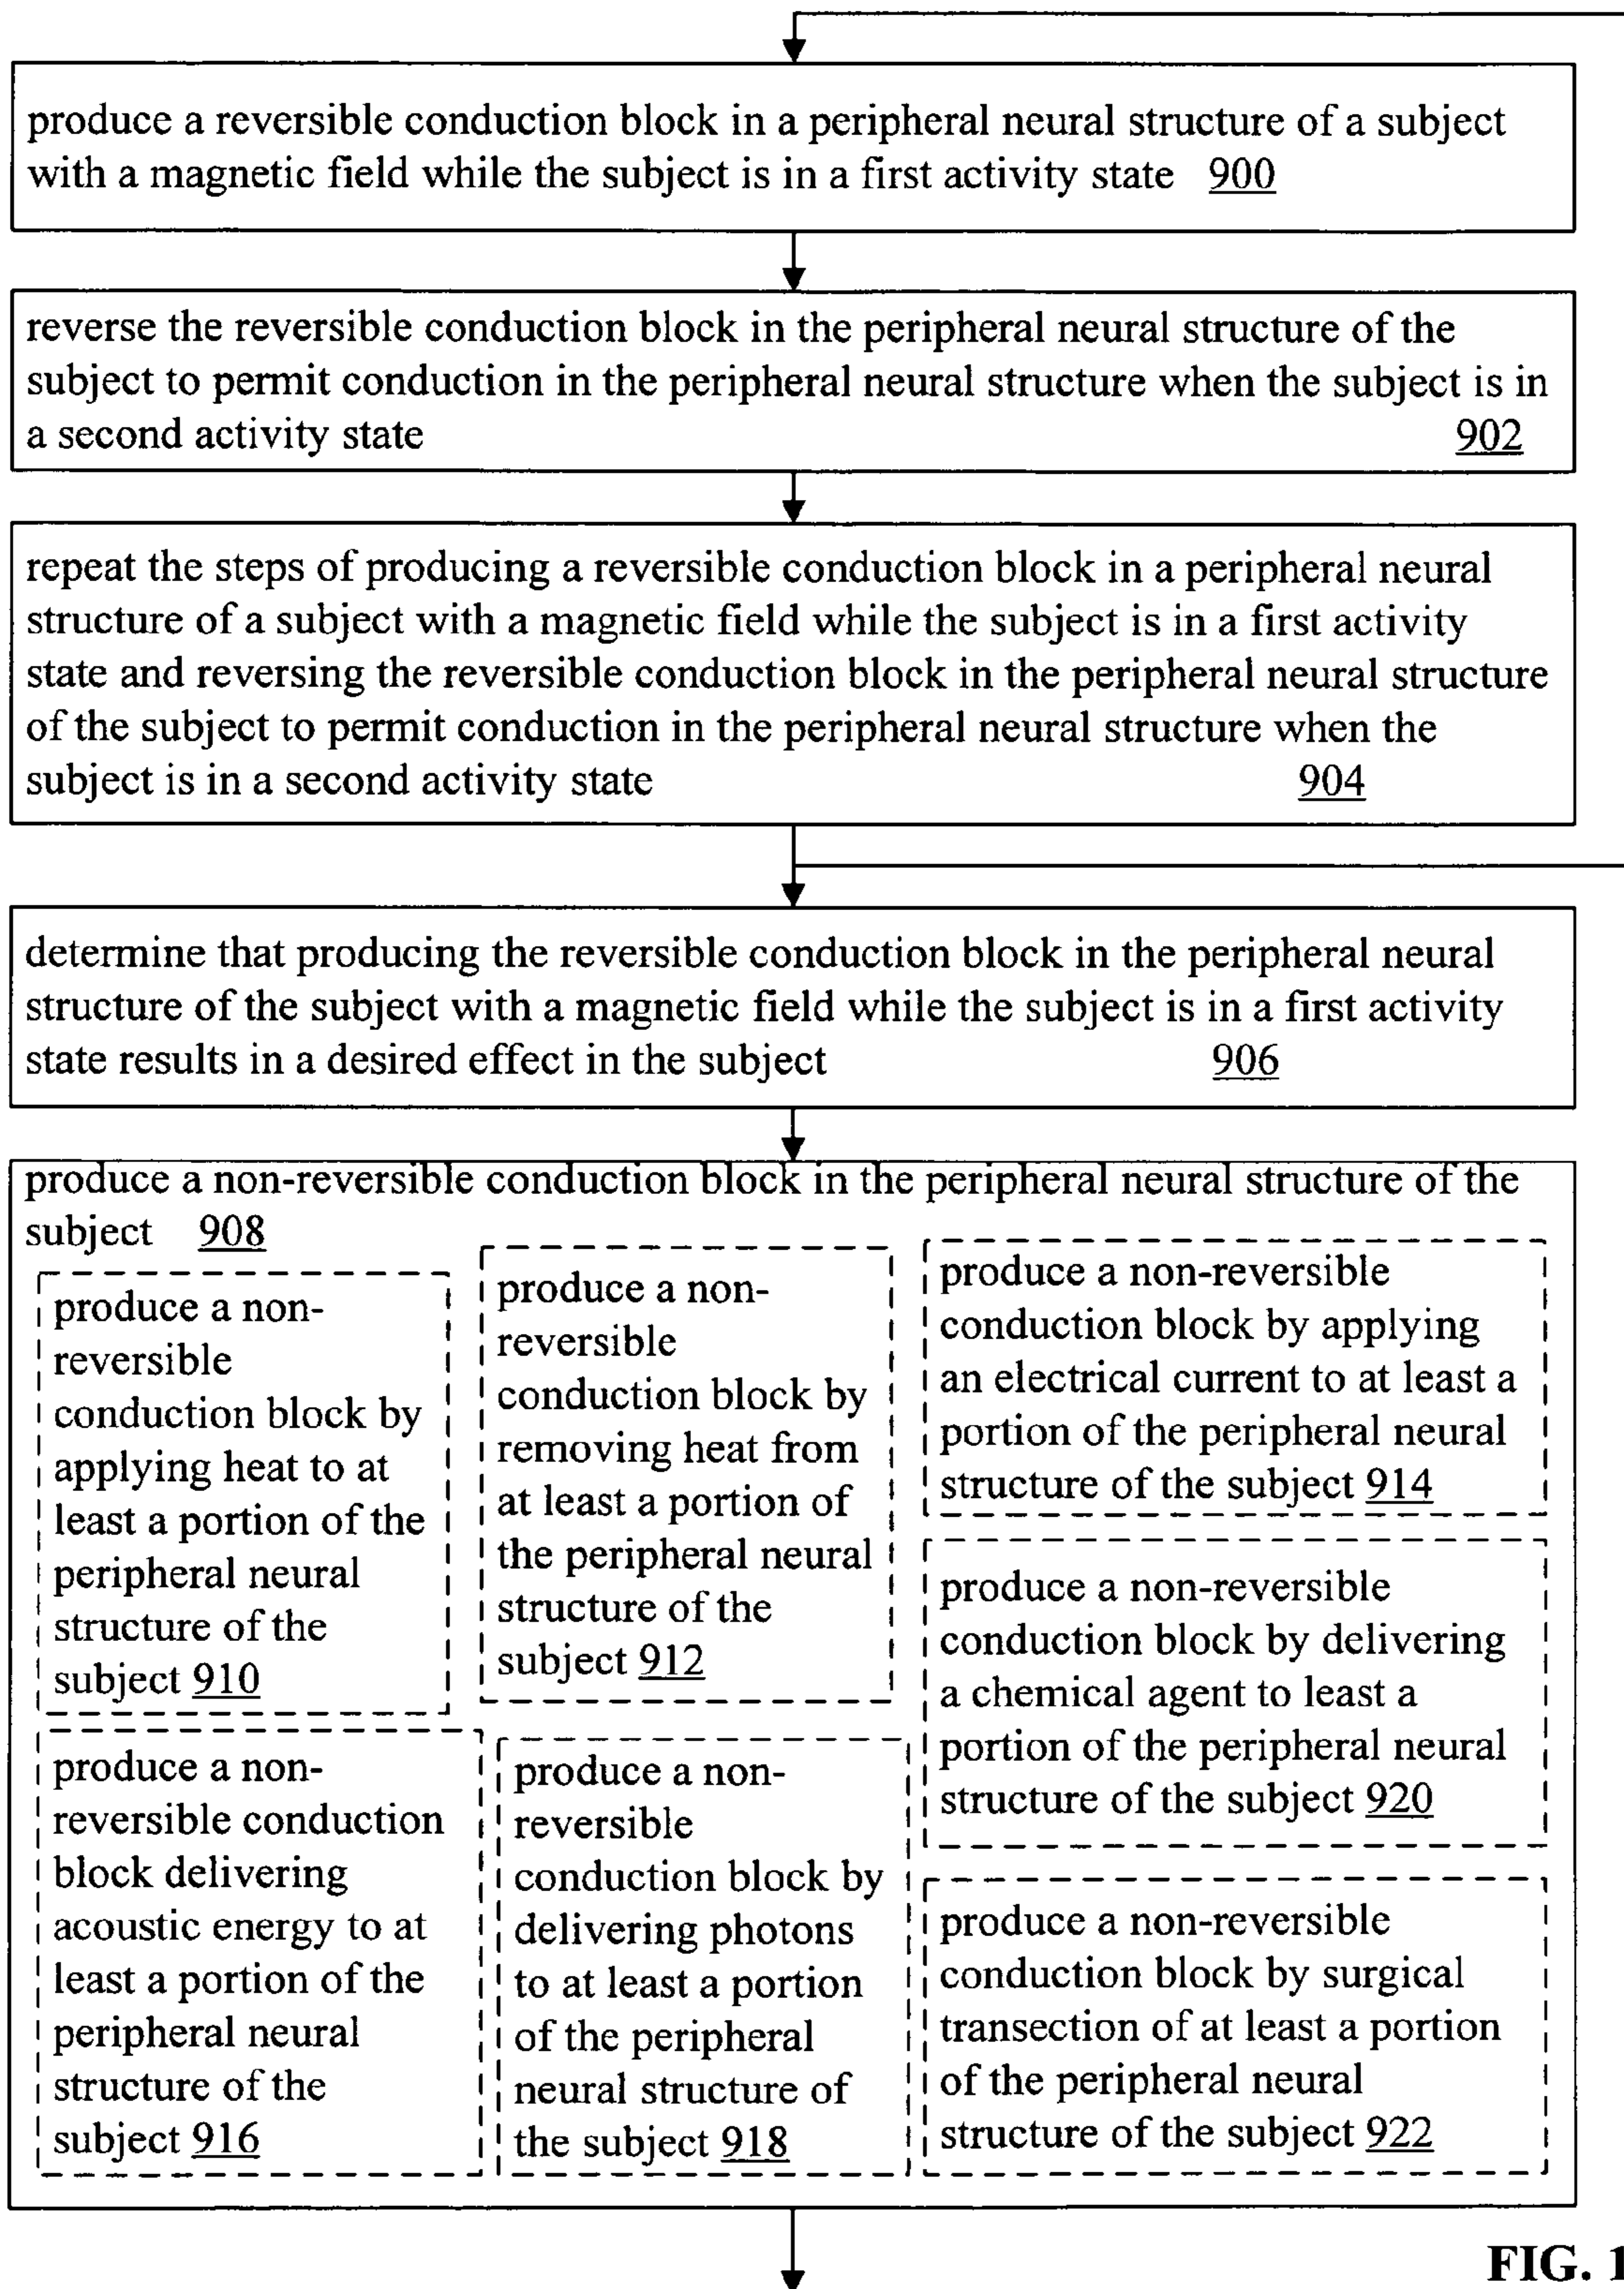 produce a reversible conduction block in a peripheral neural structure of a subject
with a magnetic field while the subject is in a first activity state 900
reverse the reversible conduction block in the peripheral neural structure of the
subject to permit conduction in the peripheral neural structure when the subject is in
a second activity state 902
repeat the steps of producing a reversible conduction block in a peripheral neural
structure of a subject with a magnetic field while the subject is in a first activity
state and reversing the reversible conduction block in the peripheral neural structure
of the subject to permit conduction in the peripheral neural structure when the
subject is in a second activity state 904
determine that producing the reversible conduction block in the peripheral neural
structure of the subject with a magnetic field while the subject is in a first activity
state results in a desired effect in the subject 906
produce a non-reversible conduction block in the peripheral neural structure of the
subject 908
produce a non-
reversible
conduction block by
applying heat to at
least a portion of the
peripheral neural
structure of the
subject 910
produce a non-
reversible
conduction block by
removing heat from
at least a portion of
the peripheral neural
structure of the
subject 912
produce a non-reversible
conduction block by applying
an electrical current to at least a
portion of the peripheral neural
structure of the subject 914
produce a non-
reversible conduction
block delivering
acoustic energy to at
least a portion of the
peripheral neural
structure of the
subject 916
produce a non-
reversible
conduction block by
delivering photons
to at least a portion
of the peripheral
neural structure of
the subject 918
produce a non-reversible
conduction block by delivering
a chemical agent to least a
portion of the peripheral neural
structure of the subject 920
produce a non-reversible
conduction block by surgical
transection of at least a portion
of the peripheral neural
structure of the subject 922
FIG. 1